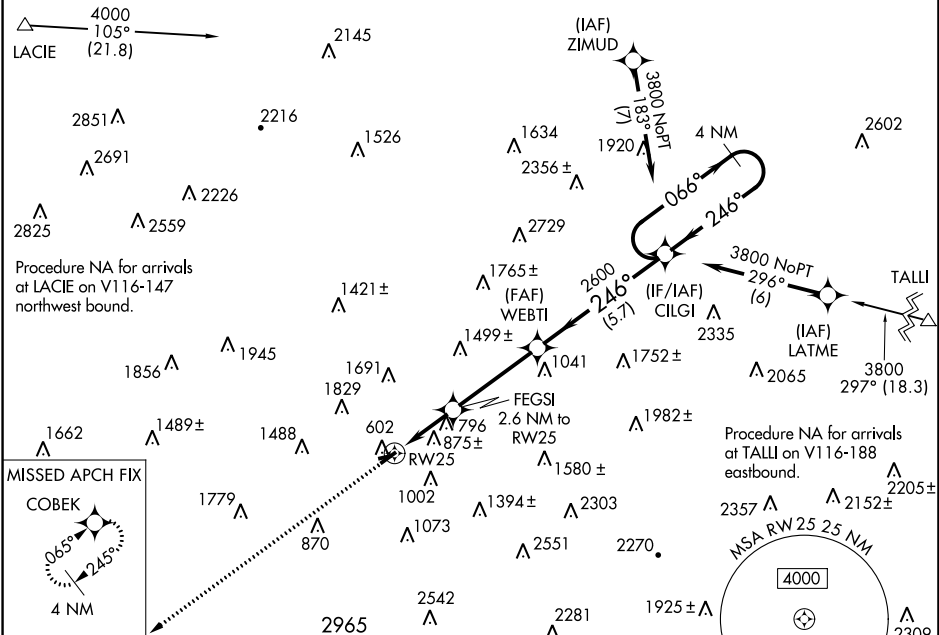 4000
105°
(21.8)
LACIE
2145
(IAF)
ZIMUD
3800 NoPT
183°
(7)
2851
2216
1526
1634
1920
4 NM
2602
2691
2356±
2226
066°
246°
2825
2559
2729
Procedure NA for arrivals
at LACIE on V116-147
northwest bound.
1765±
2600
246°
(5.7)
3800 NoPT
296°
(6)
TALLI
1421±
(FAF)
WEBTI
(IF/IAF)
CILGI
2335
(IAF)
LATME
1945
1499±
1856
1691
1041
1752±
2065
3800
297° (18.3)
1829
FEGSI
2.6 NM to
RW25
1662
1489±
1488
602
796
875±
1982±
RW25
1580 ±
Procedure NA for arrivals
at TALLI on V116-188
eastbound.
MISSED APCH FIX
COBEK
065°
245°
4 NM
1779
870
1002
1073
1394±
2303
2205±
2357
2152±
2551
2270
MSA RW 25 25 NM
4000
2542
2965
2281
1925±
2309